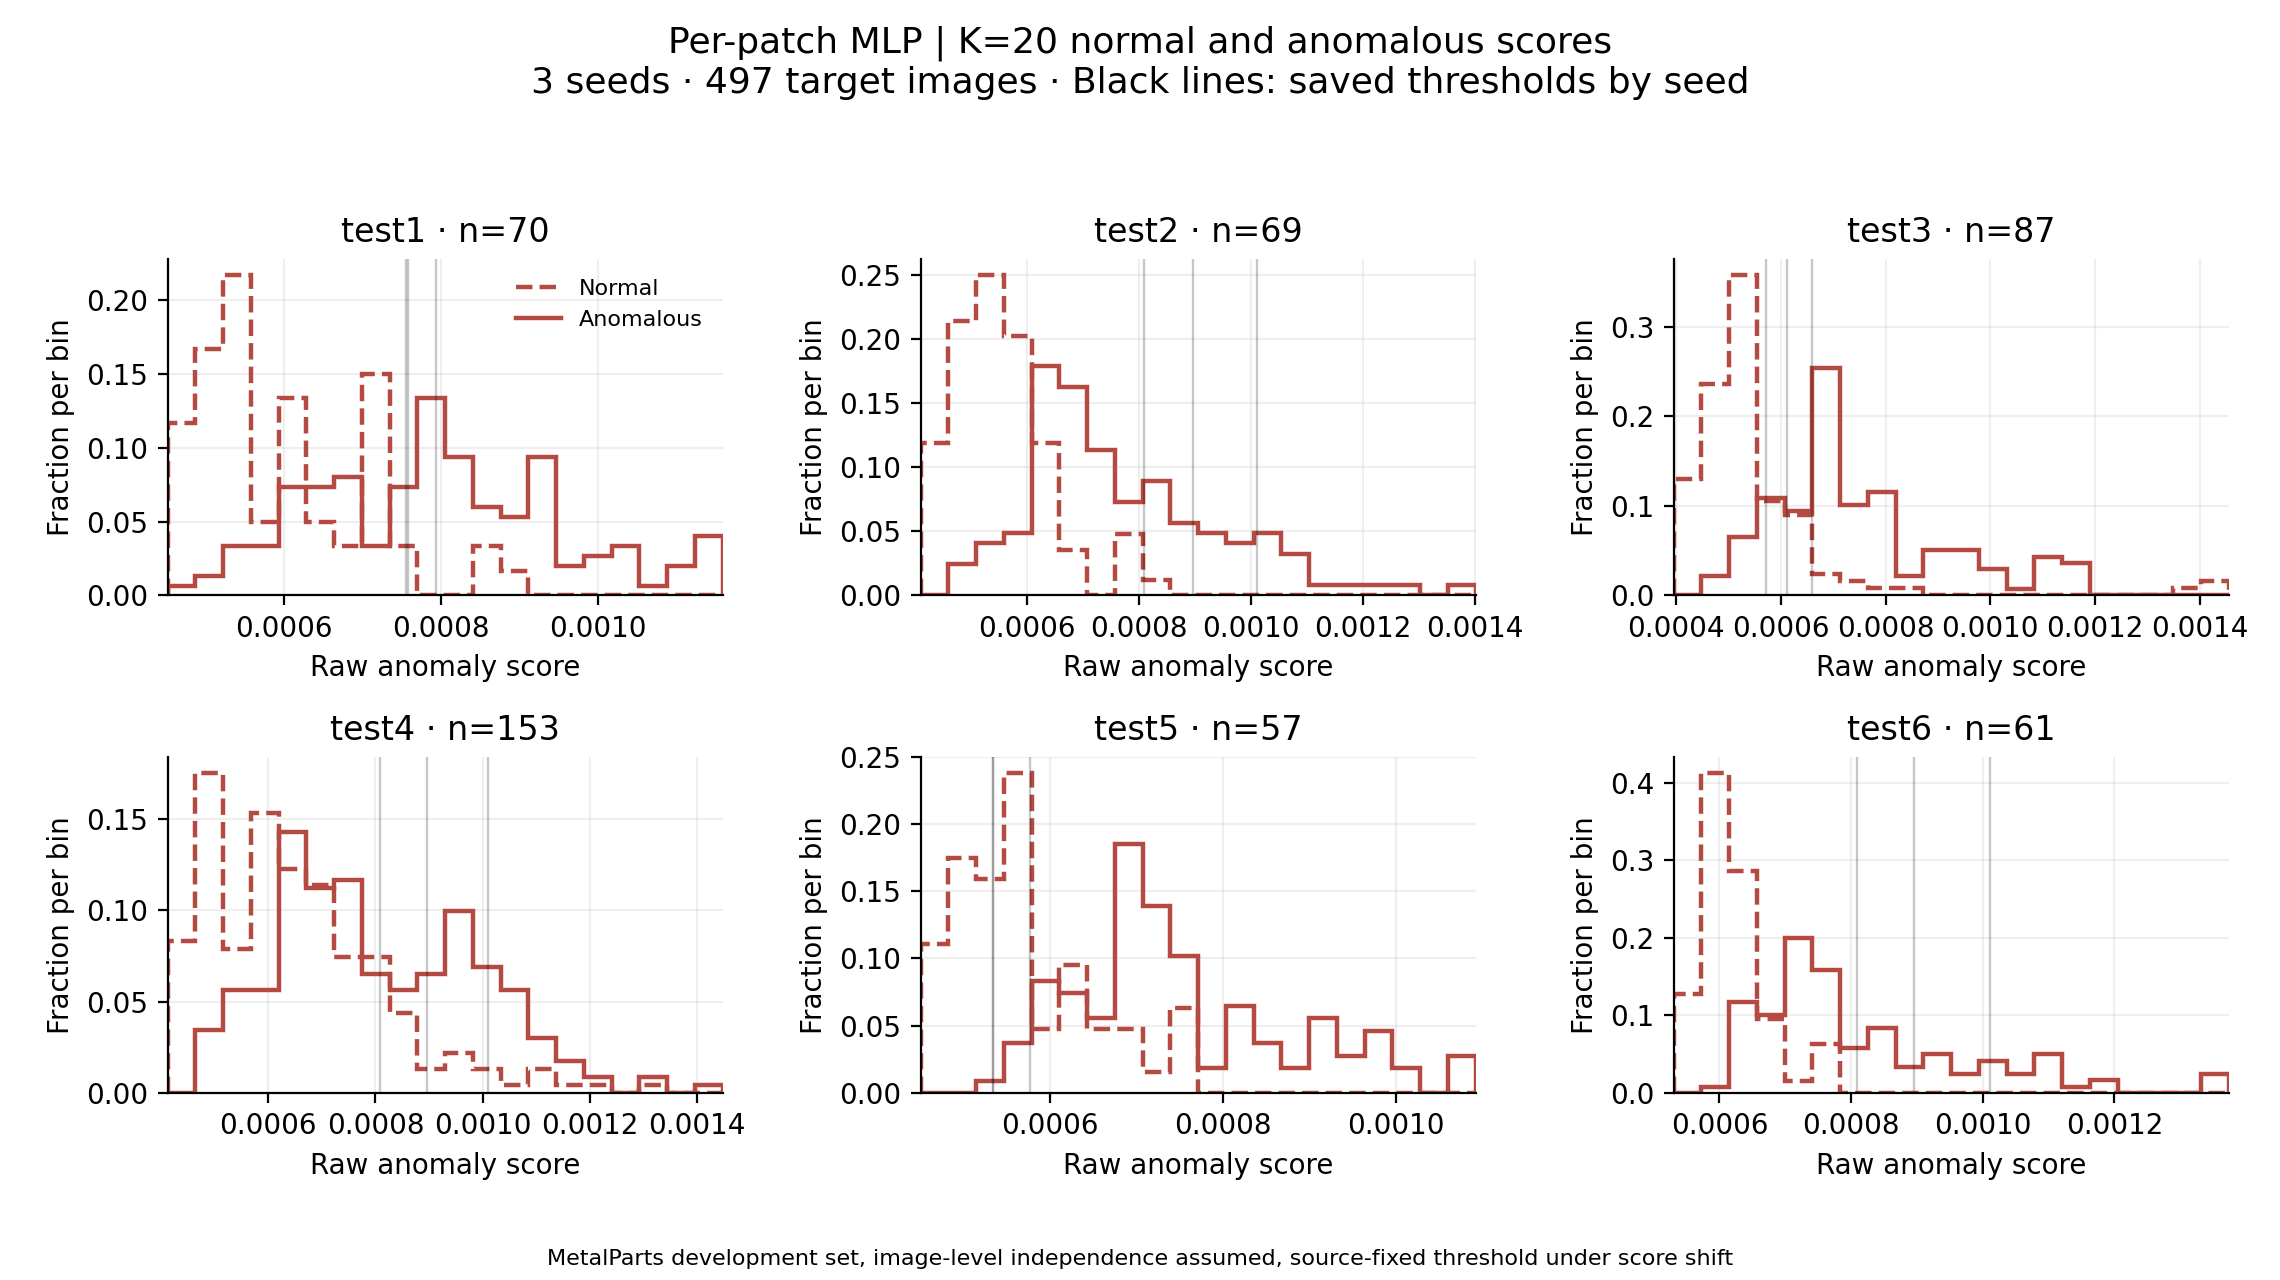 Per-patch MLP | K=20 normal and anomalous scores
3 seeds · 497 target images · Black lines: saved thresholds by seed
test1 · n=70
Fraction per bin
0.20
0.15
0.10
0.05
0.00
Normal
Anomalous
0.0006 0.0008 0.0010
Raw anomaly score
test2 · n=69
Fraction per bin
0.25
0.20
0.15
0.10
0.05
0.00
0.0006 0.0008 0.0010 0.0012 0.0014
Raw anomaly score
test3 · n=87
Fraction per bin
0.3
0.2
0.1
0.0
0.0004 0.0006 0.0008 0.0010 0.0012 0.0014
Raw anomaly score
test4 · n=153
Fraction per bin
0.15
0.10
0.05
0.00
0.0006 0.0008 0.0010 0.0012 0.0014
Raw anomaly score
test5 · n=57
Fraction per bin
0.25
0.20
0.15
0.10
0.05
0.00
0.0006 0.0008 0.0010
Raw anomaly score
test6 · n=61
Fraction per bin
0.4
0.3
0.2
0.1
0.0
0.0006 0.0008 0.0010 0.0012
Raw anomaly score
MetalParts development set, image-level independence assumed, source-fixed threshold under score shift